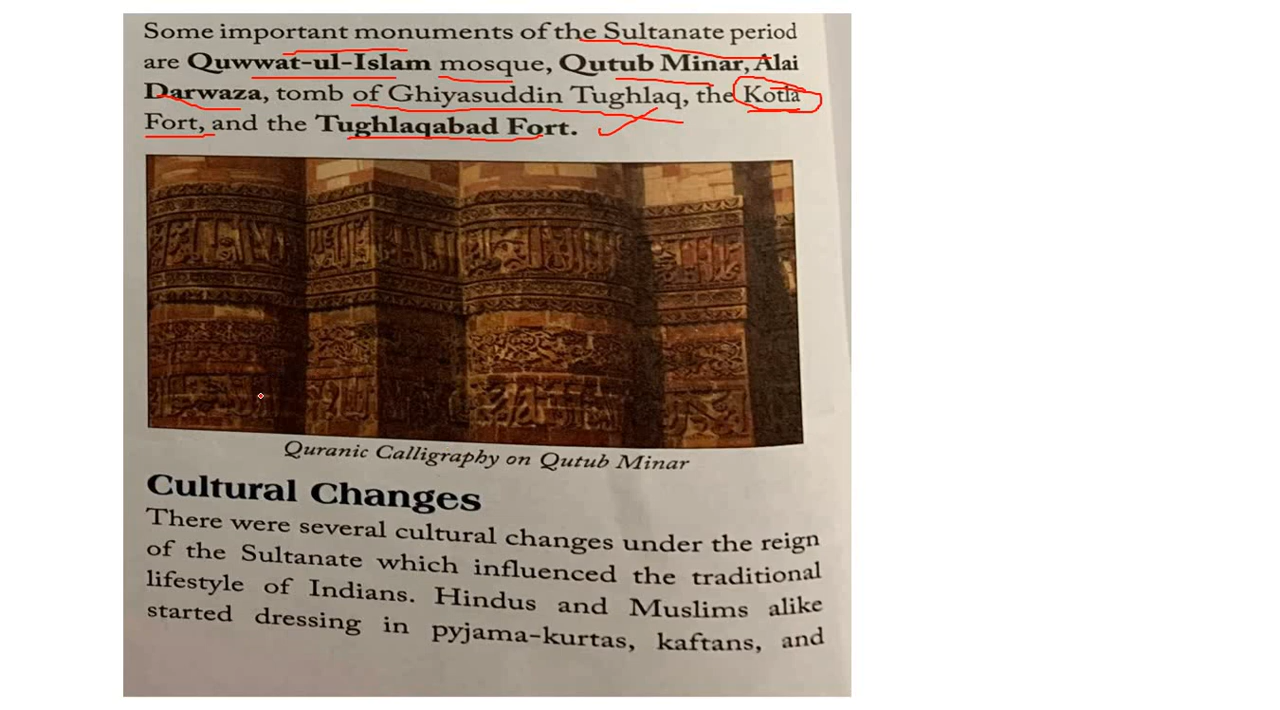 Some important monuments of the Sultanate period
are Quwwat-ul-Islam mosque, Qutub Minar, Alai
Darwaza, tomb of Ghiyasuddin Tughlaq, the Kotla
Fort, and the Tughlaqabad Fort.
Quranic Calligraphy on Qutub Minar
Cultural Changes
There were several cultural changes under the reign
of the Sultanate which influenced the traditional
lifestyle of Indians. Hindus and Muslims alike
started dressing in pyjama-kurtas, kaftans, and